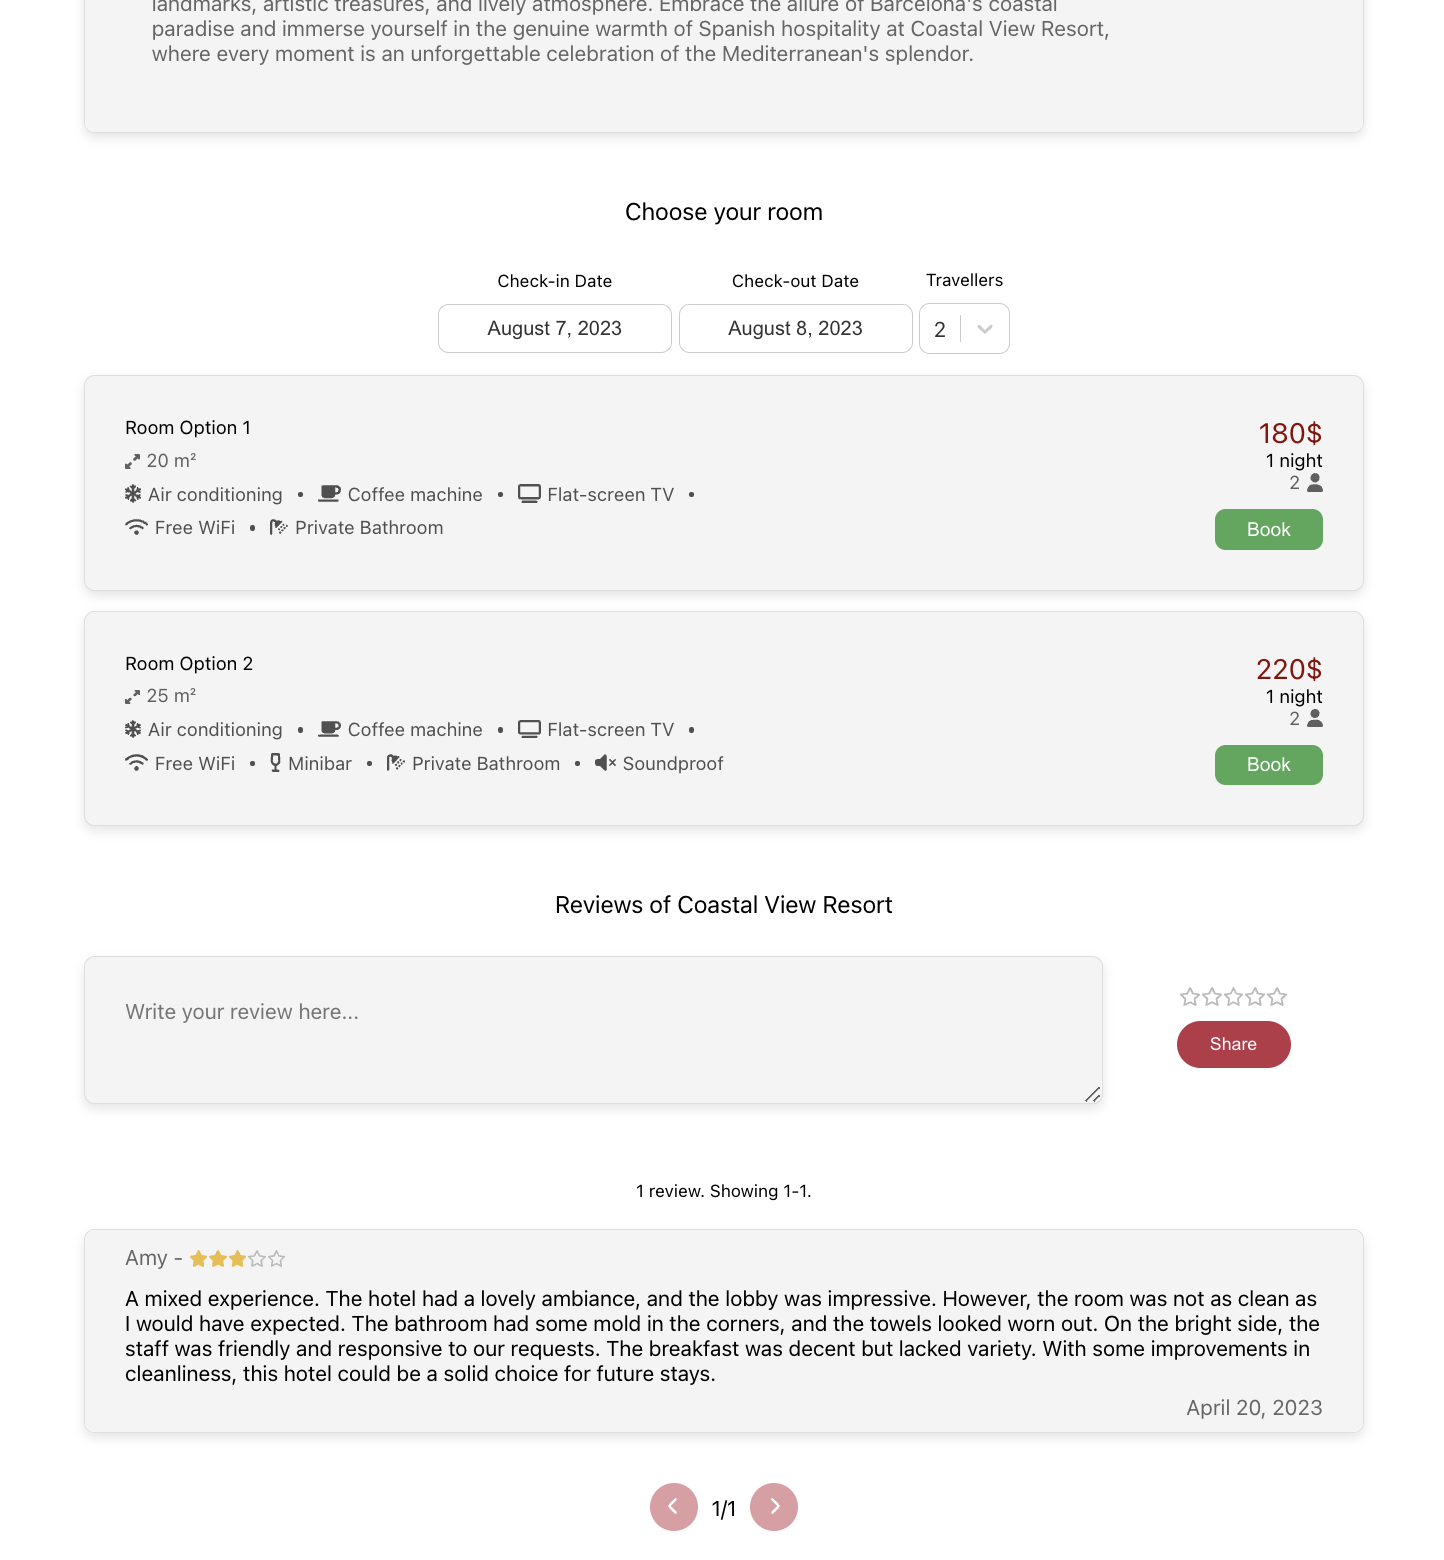 landmarks, artistic treasures, and lively atmosphere. Embrace the allure of Barcelona's coastal
paradise and immerse yourself in the genuine warmth of Spanish hospitality at Coastal View Resort,
where every moment is an unforgettable celebration of the Mediterranean's splendor.
Choose your room
Check-in Date
Check-out Date
Travellers
August 7, 2023
August 8, 2023
2
Room Option 1
20 m²
Air conditioning • Coffee machine • Flat-screen TV •
Free WiFi • Private Bathroom
180$
1 night
2
Book
Room Option 2
25 m²
Air conditioning • Coffee machine • Flat-screen TV •
Free WiFi • Minibar • Private Bathroom • Soundproof
220$
1 night
2
Book
Reviews of Coastal View Resort
Write your review here...
Share
1 review. Showing 1-1.
Amy -
A mixed experience. The hotel had a lovely ambiance, and the lobby was impressive. However, the room was not as clean as
I would have expected. The bathroom had some mold in the corners, and the towels looked worn out. On the bright side, the
staff was friendly and responsive to our requests. The breakfast was decent but lacked variety. With some improvements in
cleanliness, this hotel could be a solid choice for future stays.
April 20, 2023
1/1